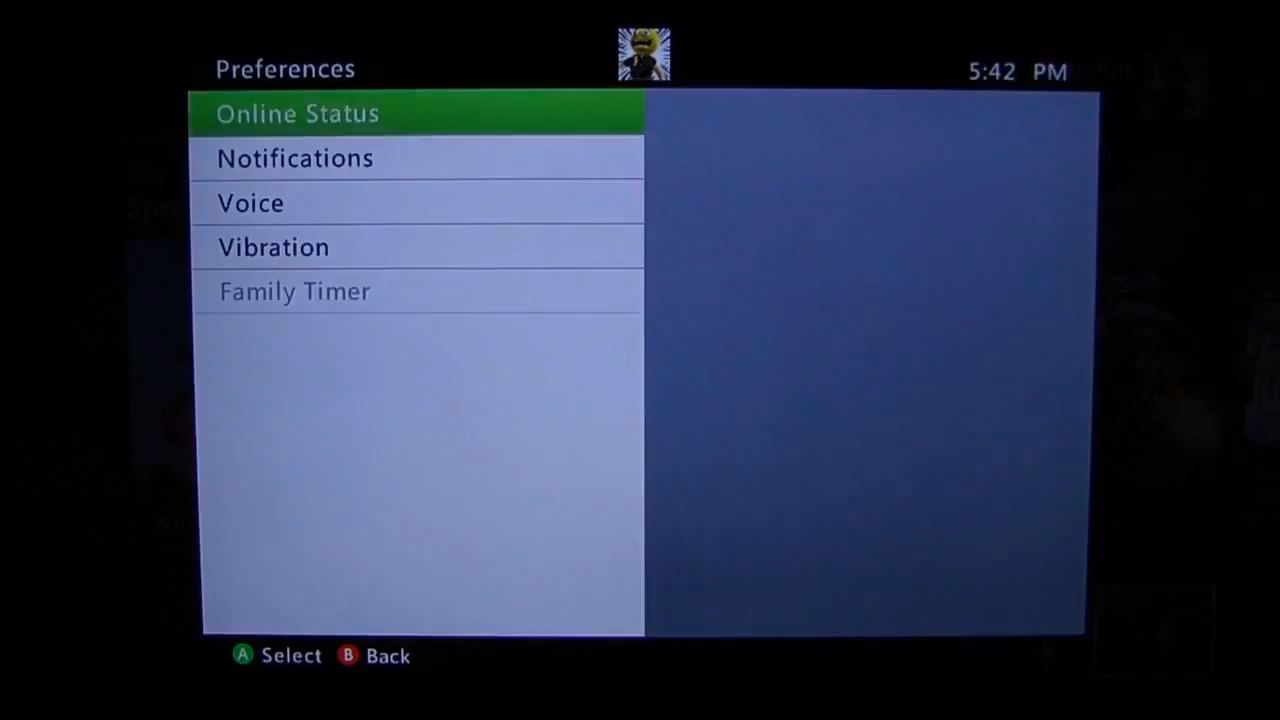 Preferences
5:42 PM
Online Status
Notifications
Voice
Vibration
Family Timer
A Select B Back